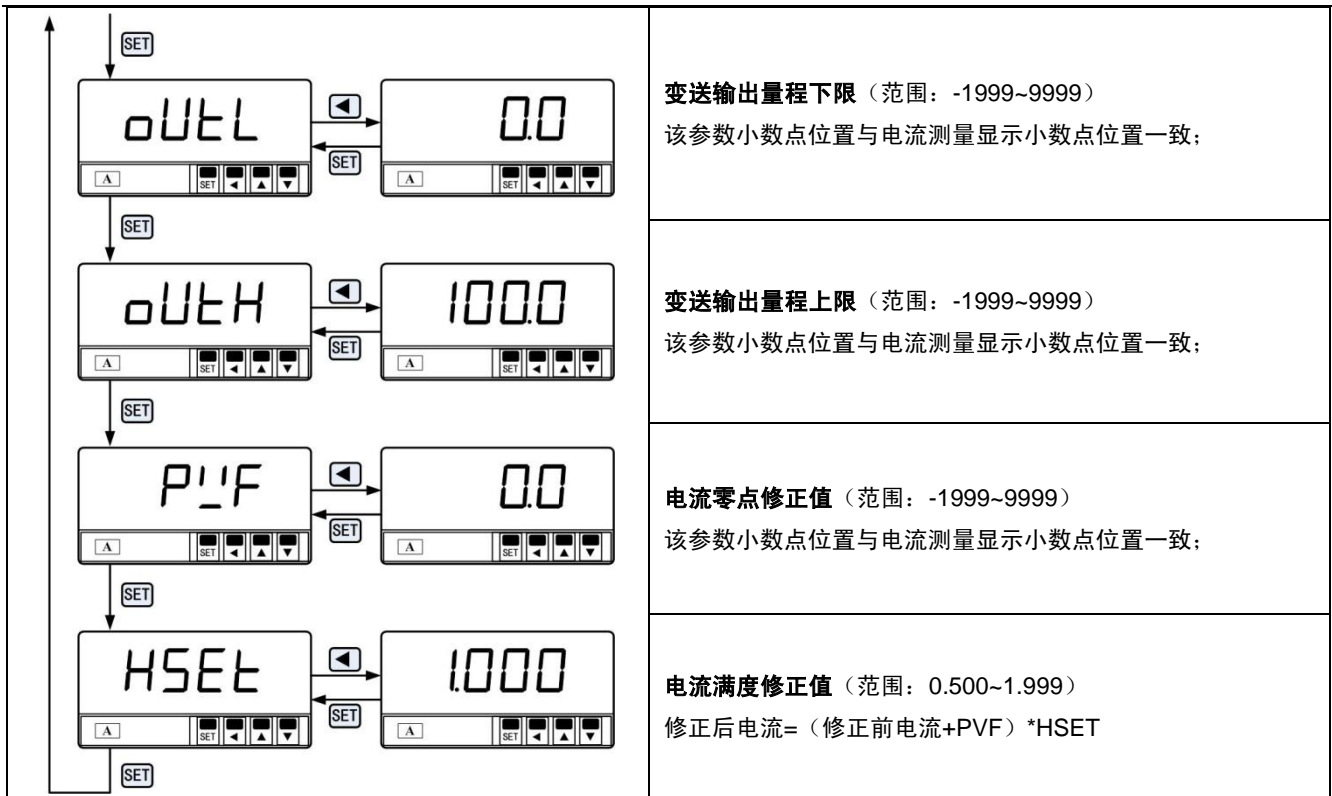 SET
oUtL
0.0
SET
A
SET
A
SET
变送输出量程下限（范围：-1999~9999）
该参数小数点位置与电流测量显示小数点位置一致；
SET
oUtH
100.0
SET
A
SET
A
SET
变送输出量程上限（范围：-1999~9999）
该参数小数点位置与电流测量显示小数点位置一致；
SET
PVF
0.0
SET
A
SET
A
SET
电流零点修正值（范围：-1999~9999）
该参数小数点位置与电流测量显示小数点位置一致；
SET
HSEt
1.000
SET
A
SET
A
SET
电流满度修正值（范围：0.500~1.999）
修正后电流=（修正前电流+PVF）*HSET
SET